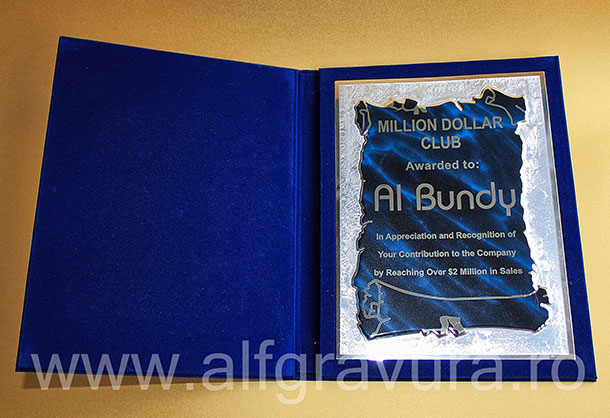 MILLION DOLLAR
CLUB
Awarded to:
Al Bundy
In Appreciation and Recognition of
Your Contribution to the Company
by Reaching Over $2 Million in Sales
www.alfgravura.ro